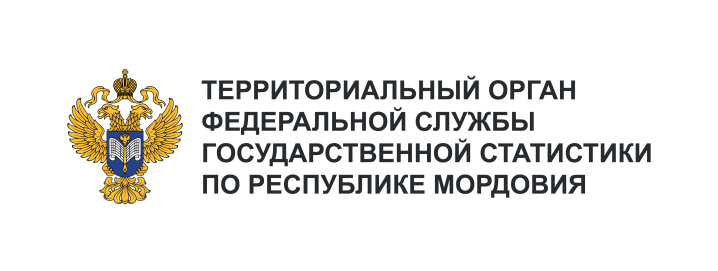 ТЕРРИТОРИАЛЬНЫЙ ОРГАН
ФЕДЕРАЛЬНОЙ СЛУЖБЫ
ГОСУДАРСТВЕННОЙ СТАТИСТИКИ
ПО РЕСПУБЛИКЕ МОРДОВИЯ